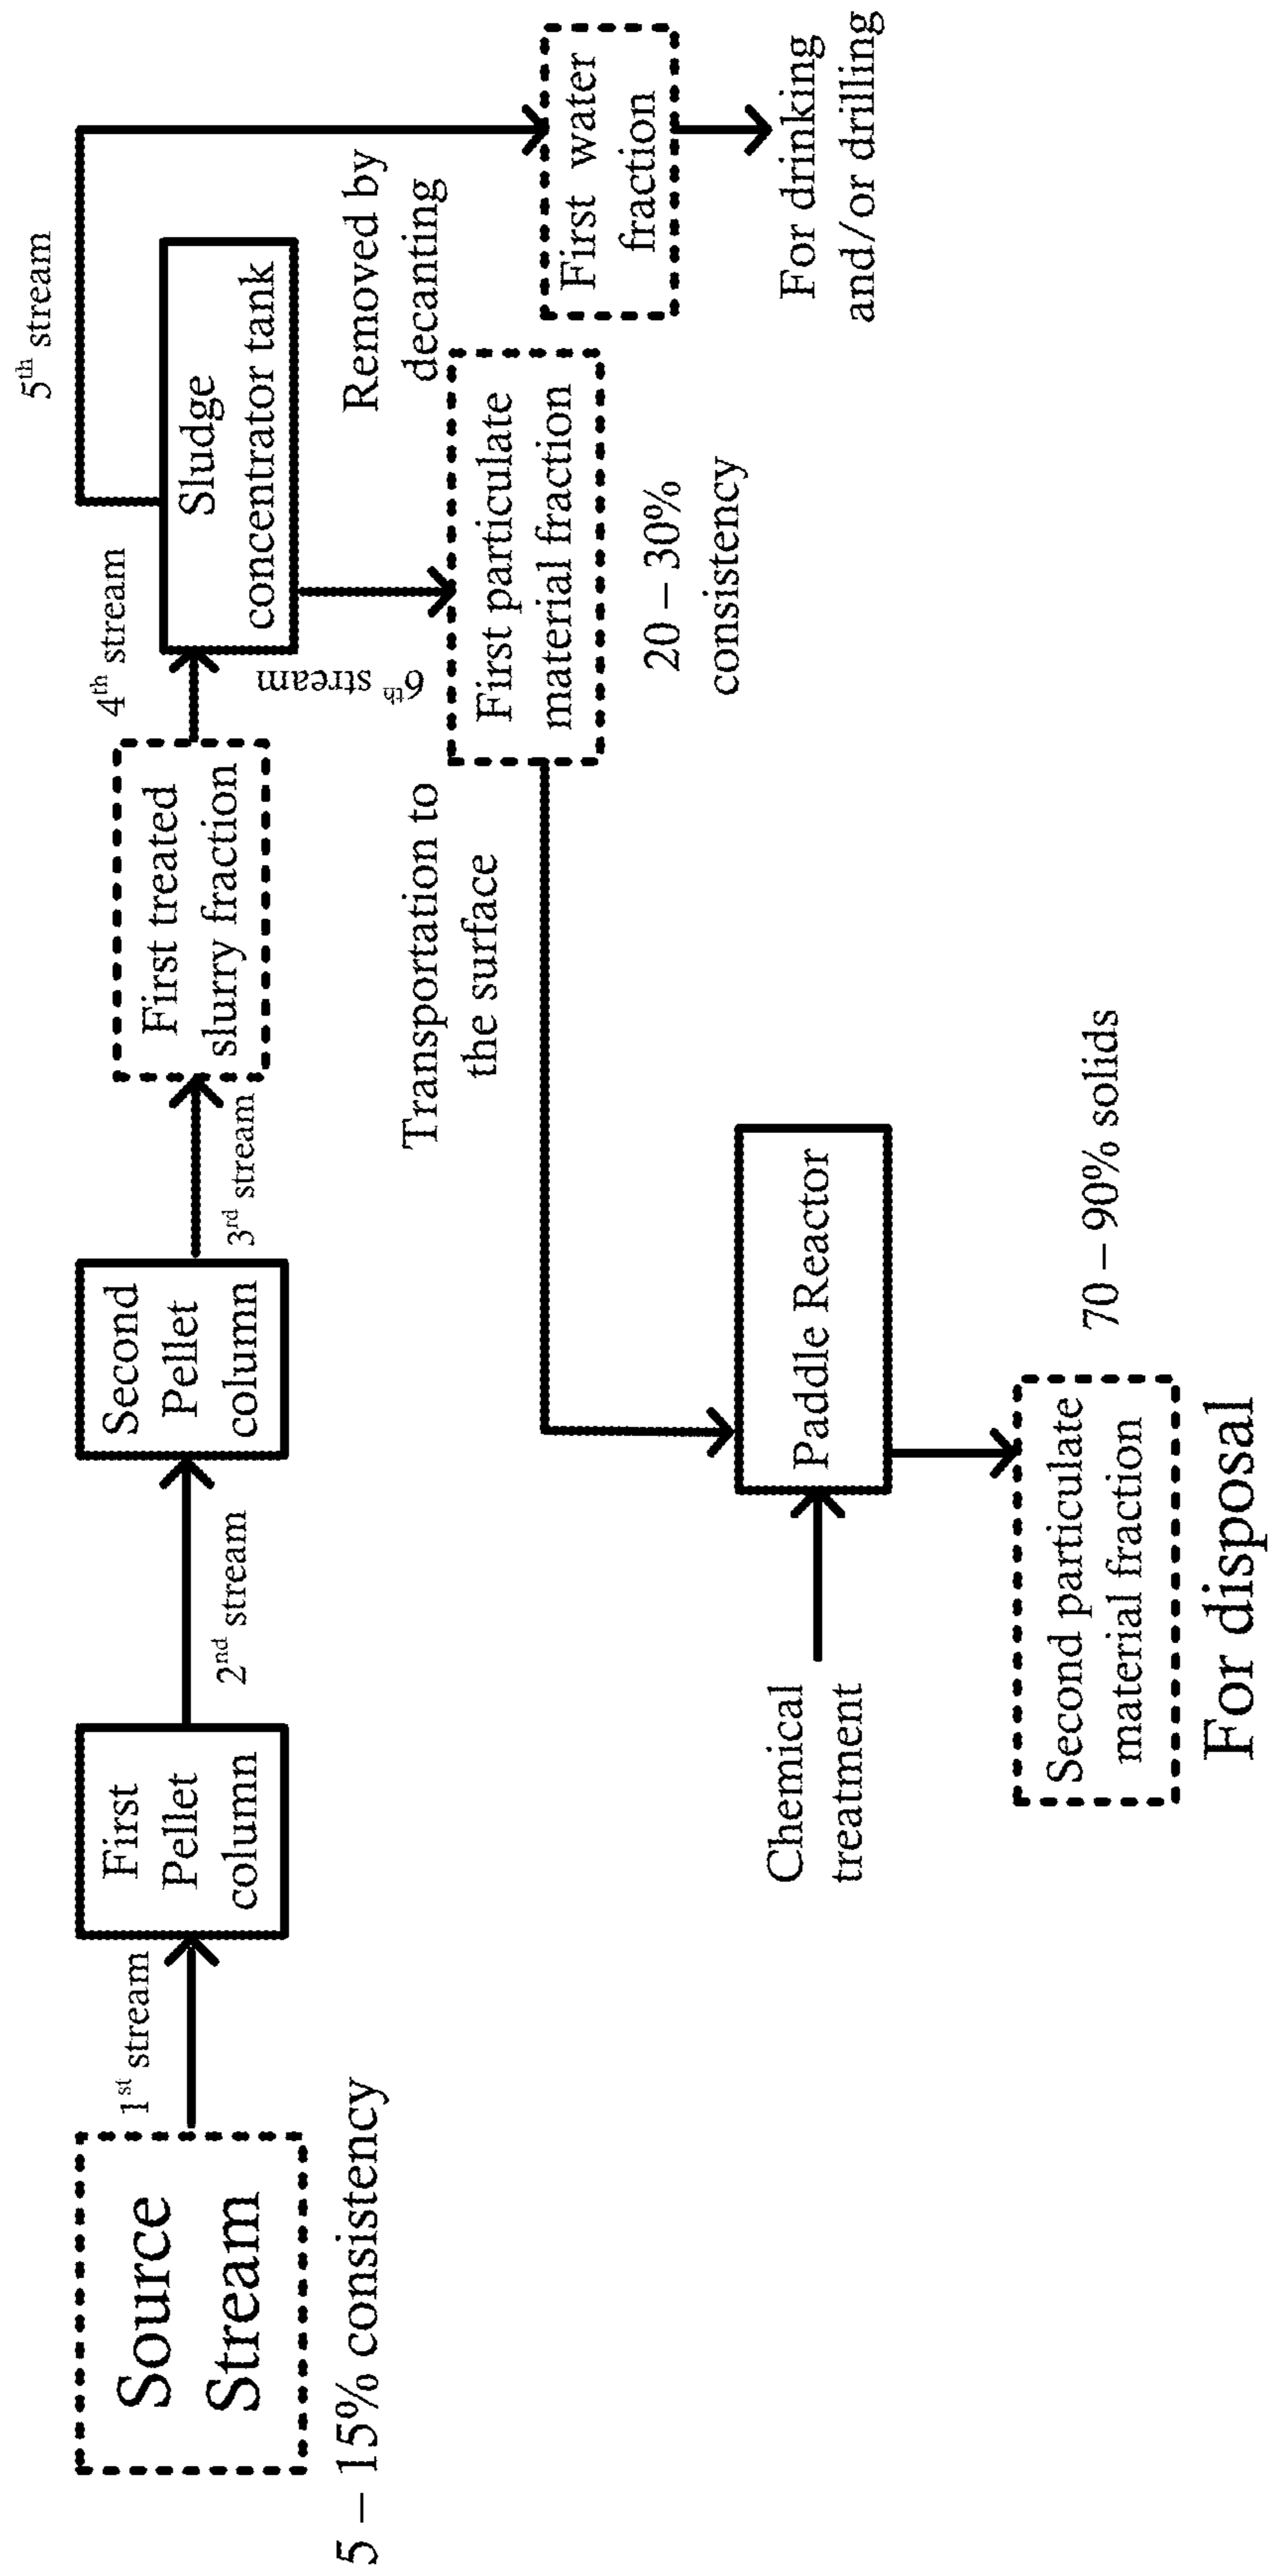 Source
Stream
5 – 15% consistency
1st stream
First
Pellet
column
2nd stream
Second
Pellet
column
3rd stream
First treated
slurry fraction
4th stream
Sludge
concentrator tank
5th stream
6th stream
Removed by
decanting
First water
fraction
For drinking
and/or drilling
First particulate
material fraction
20 – 30%
consistency
Transportation to
the surface
Chemical
treatment
Paddle Reactor
Second particulate
material fraction
70 – 90% solids
For disposal